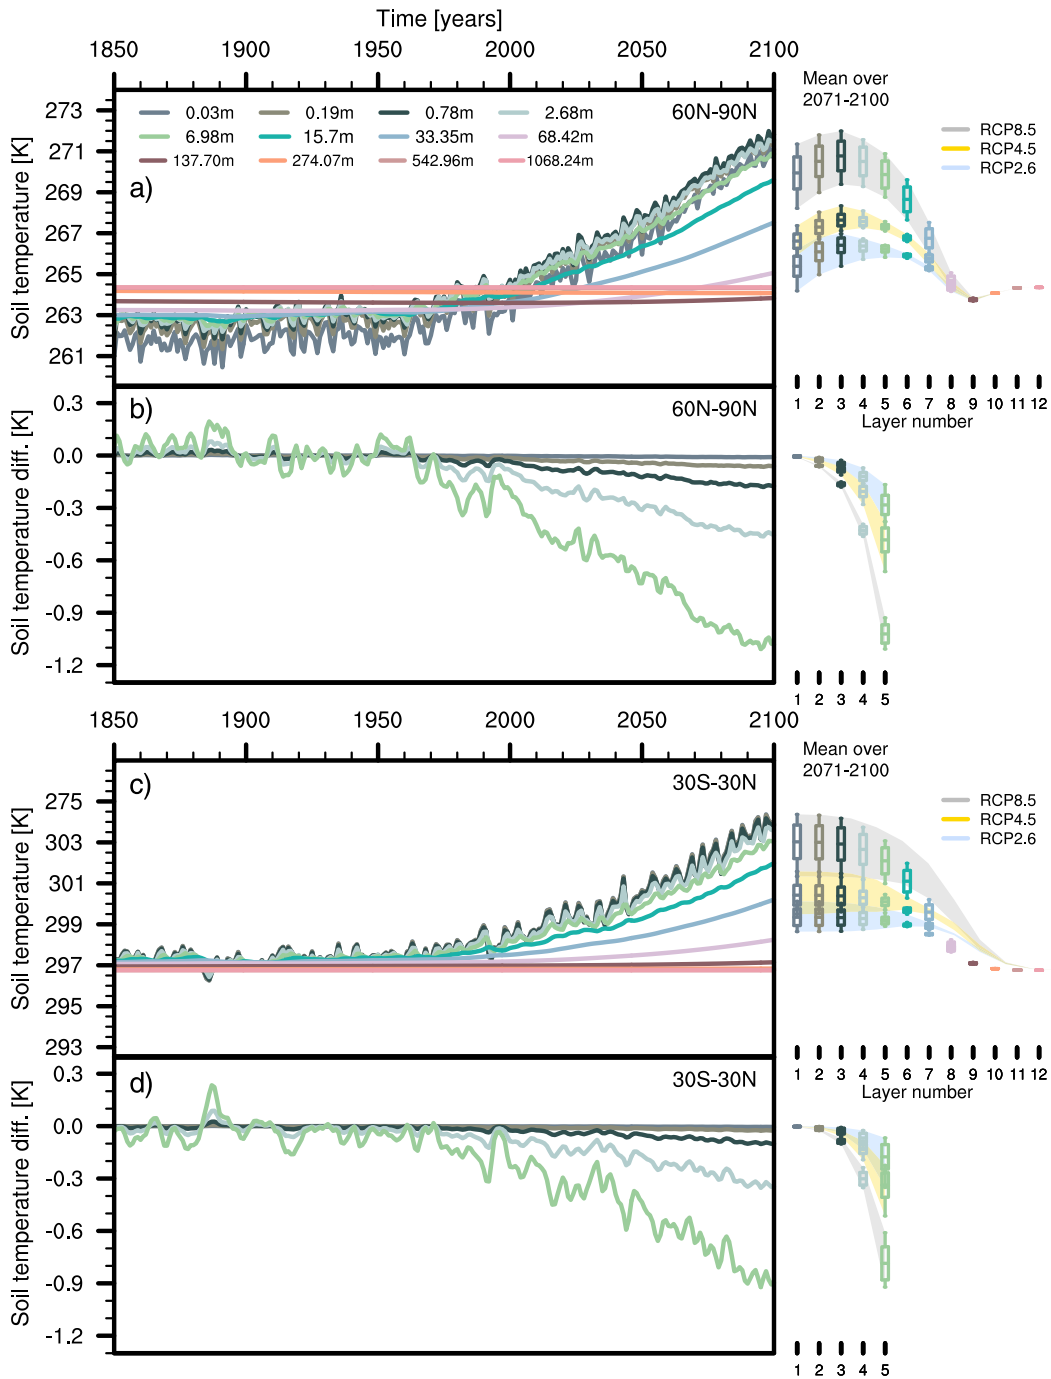 Time [years]
1850 1900 1950 2000 2050 2100
Mean over
2071-2100
273
271
269
267
265
263
261
Soil temperature [K]
0.03m 0.19m 0.78m 2.68m
6.98m 15.7m 33.35m 68.42m
137.70m 274.07m 542.96m 1068.24m
60N-90N
a)
RCP8.5
RCP4.5
RCP2.6
1 2 3 4 5 6 7 8 9 10 11 12
Layer number
b)
60N-90N
0.3
0.0
-0.3
-0.6
-0.9
-1.2
Soil temperature diff. [K]
1 2 3 4 5
1850 1900 1950 2000 2050 2100
Mean over
2071-2100
c)
30S-30N
275
303
301
299
297
295
293
Soil temperature [K]
RCP8.5
RCP4.5
RCP2.6
1 2 3 4 5 6 7 8 9 10 11 12
Layer number
d)
30S-30N
0.3
0.0
-0.3
-0.6
-0.9
-1.2
Soil temperature diff. [K]
1 2 3 4 5